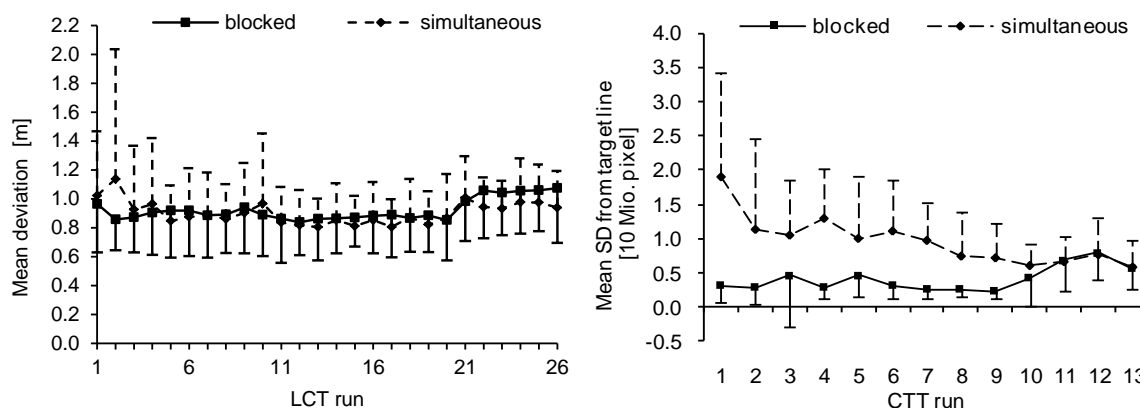 blocked simultaneous
2.2
2.0
1.8
1.6
1.4
1.2
1.0
0.8
0.6
0.4
0.2
0.0
1 6 11 16 21 26
LCT run
Mean deviation [m]
blocked simultaneous
4.0
3.5
3.0
2.5
2.0
1.5
1.0
0.5
0.0
-0.5
1 2 3 4 5 6 7 8 9 10 11 12 13
CTT run
Mean SD from target line
[10 Mio. pixel]